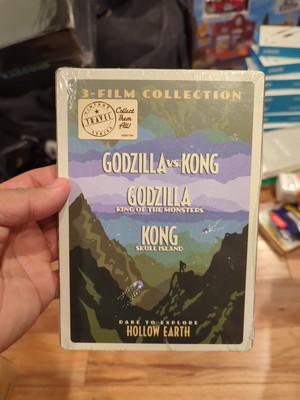 3-FILM COLLECTION
VINTAGE
TRAVEL
SERIES
Collect
Them
All!
GODZILLA VS. KONG
GODZILLA
KING OF THE MONSTERS
KONG
SKULL ISLAND
DARE TO EXPLORE
HOLLOW EARTH